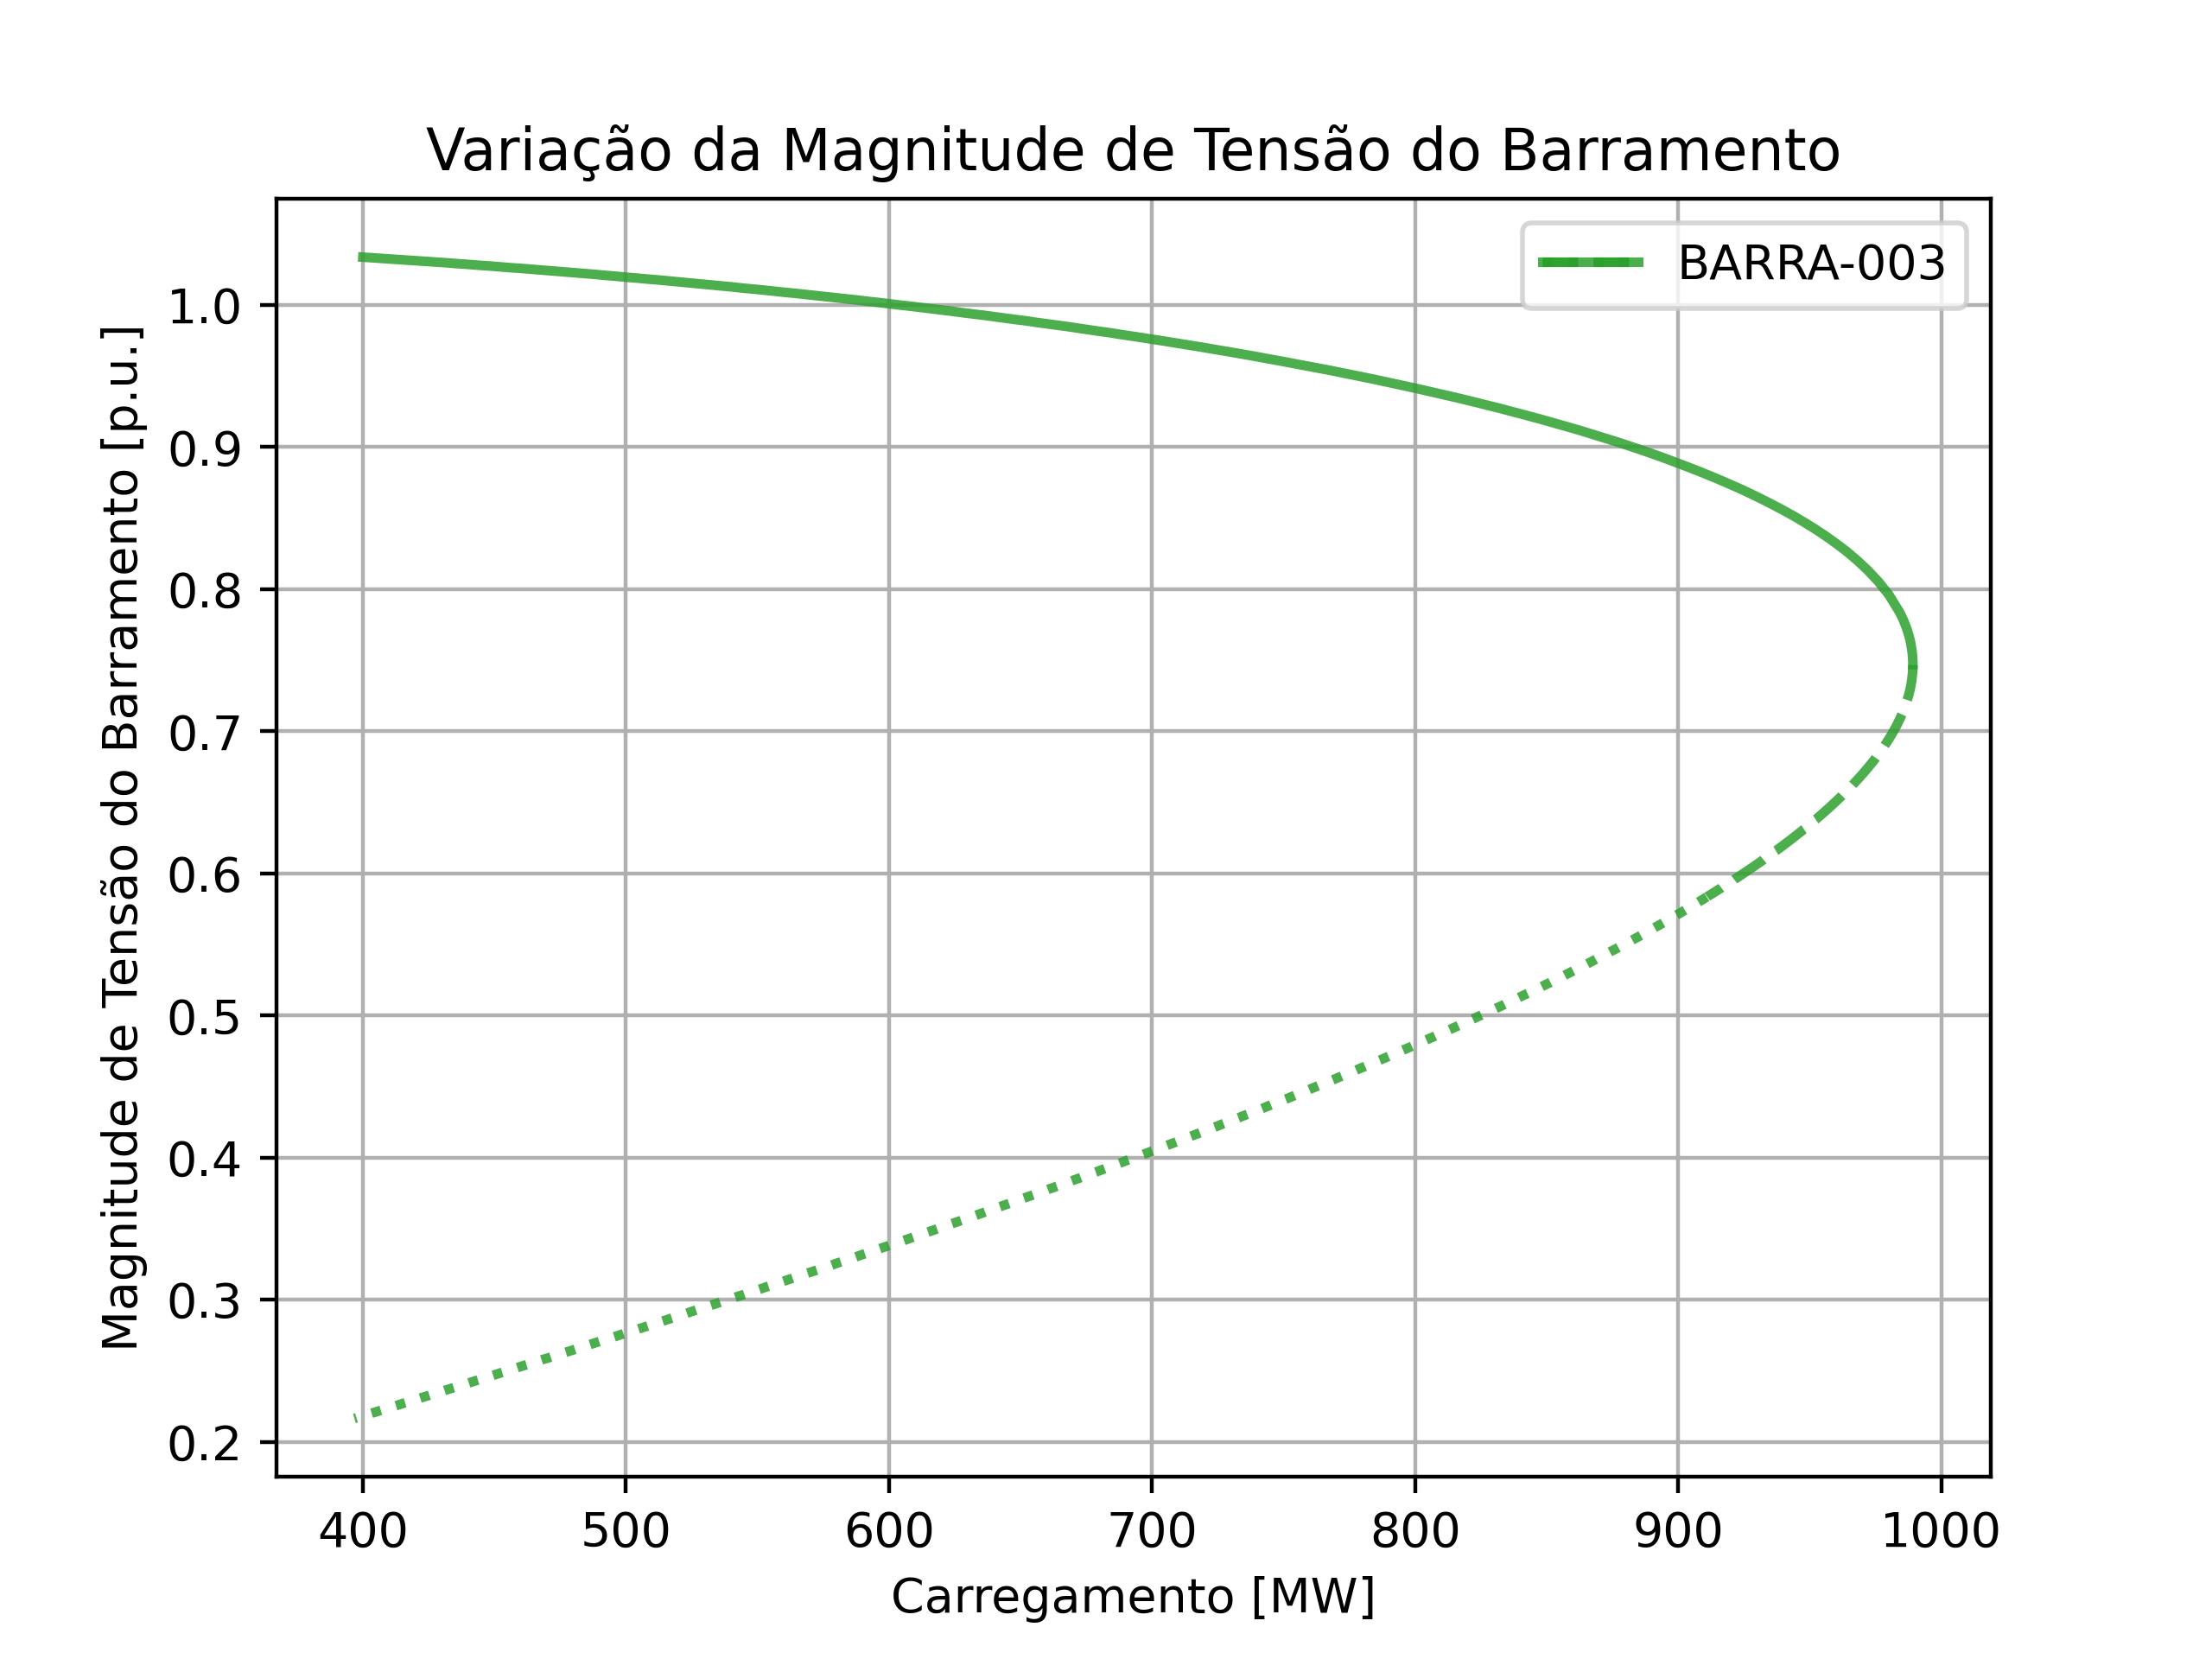 Variação da Magnitude de Tensão do Barramento
BARRA-003
Magnitude de Tensão do Barramento [p.u.]
1.0
0.9
0.8
0.7
0.6
0.5
0.4
0.3
0.2
400 500 600 700 800 900 1000
Carregamento [MW]